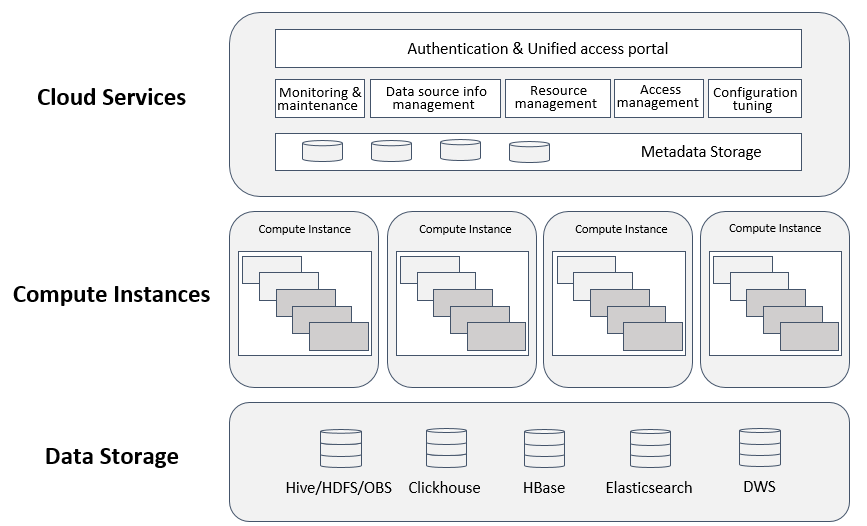 Cloud Services
Authentication & Unified access portal
Monitoring &
maintenance
Data source info
management
Resource
management
Access
management
Configuration
tuning
Metadata Storage
Compute Instances
Compute Instance
Compute Instance
Compute Instance
Compute Instance
Data Storage
Hive/HDFS/OBS
Clickhouse
HBase
Elasticsearch
DWS